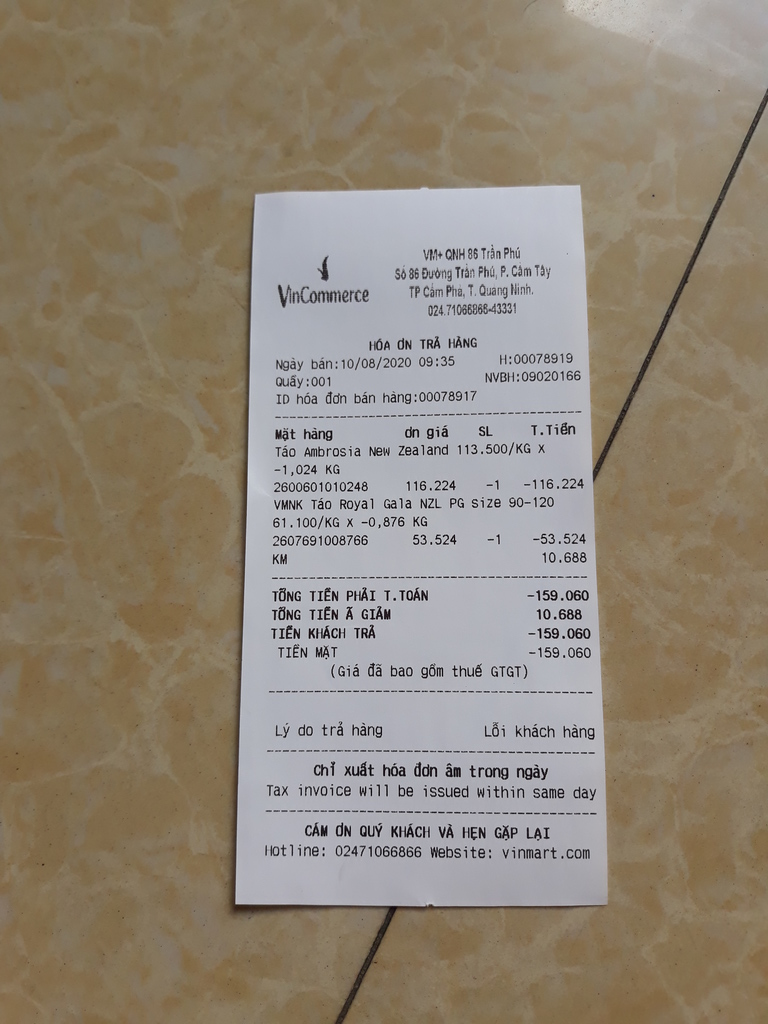 VinCommerce
VM+ QNH 86 Trần Phú
Số 86 Đường Trần Phú, P. Cẩm Tây
TP Cẩm Phả, T. Quảng Ninh.
024.71066866-43331
HÓA ƠN TRẢ HÀNG
Ngày bán:10/08/2020 09:35 H:00078919
Quầy:001 NVBH:09020166
ID hóa đơn bán hàng:00078917
Mặt hàng ơn giá SL T.Tiền
Táo Ambrosia New Zealand 113.500/KG X
-1,024 KG
2600601010248 116.224 -1 -116.224
VMNK Táo Royal Gala NZL PG size 90-120
61.100/KG X -0,876 KG
2607691008766 53.524 -1 -53.524
KM 10.688
TỔNG TIỀN PHẢI T.TOÁN -159.060
TỔNG TIỀN Ã GIẢM 10.688
TIỀN KHÁCH TRẢ -159.060
TIỀN MẶT -159.060
(Giá đã bao gồm thuế GTGT)
Lý do trả hàng Lỗi khách hàng
Chỉ xuất hóa đơn âm trong ngày
Tax invoice will be issued within same day
CẢM ƠN QUÝ KHÁCH VÀ HẸN GẶP LẠI
Hotline: 02471066866 Website: vinmart.com